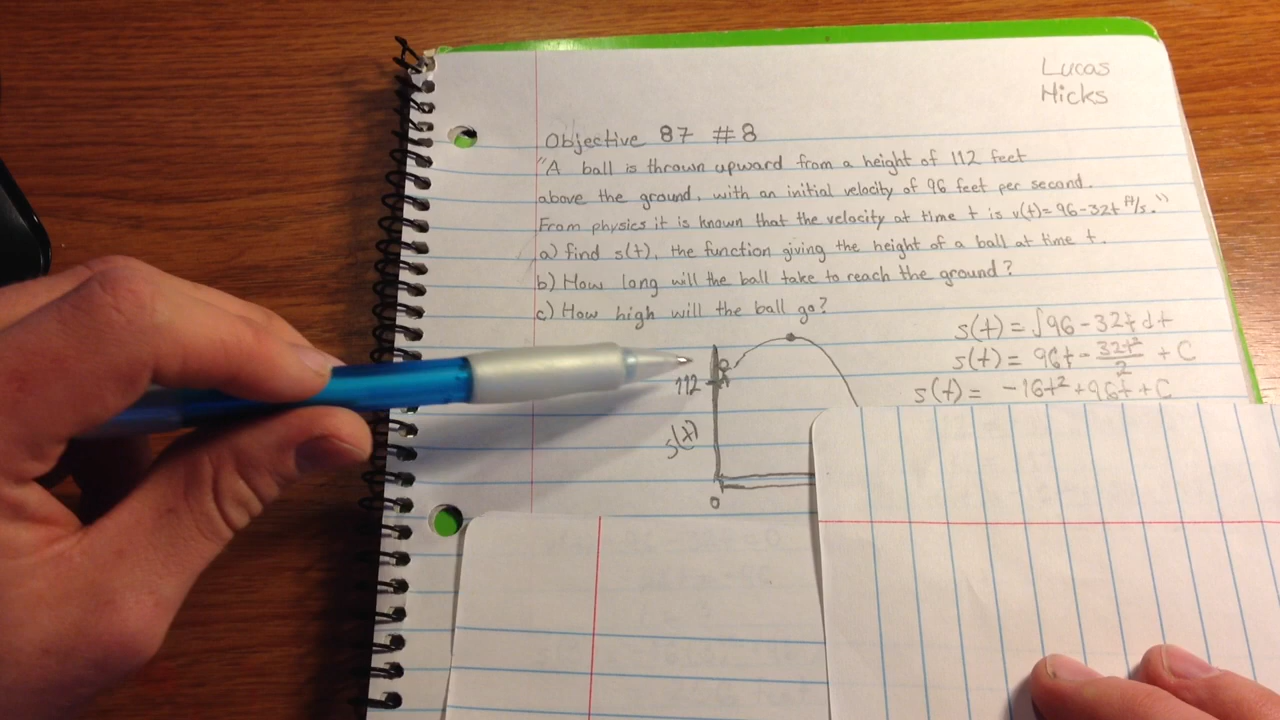 Lucas
Hicks
Objective 87 #8
"A ball is thrown upward from a height of 112 feet
above the ground, with an initial velocity of 96 feet per second.
From physics it is known that the velocity at time t is v(t)=96-32t ft/s."
a) find s(t), the function giving the height of a ball at time t.
b) How long will the ball take to reach the ground?
c) How high will the ball go?
s(t) = ∫96-32t dt
s(t) = 96t - 32t²/2 + C
s(t) = -16t²+96t+C
112
s(t)
0